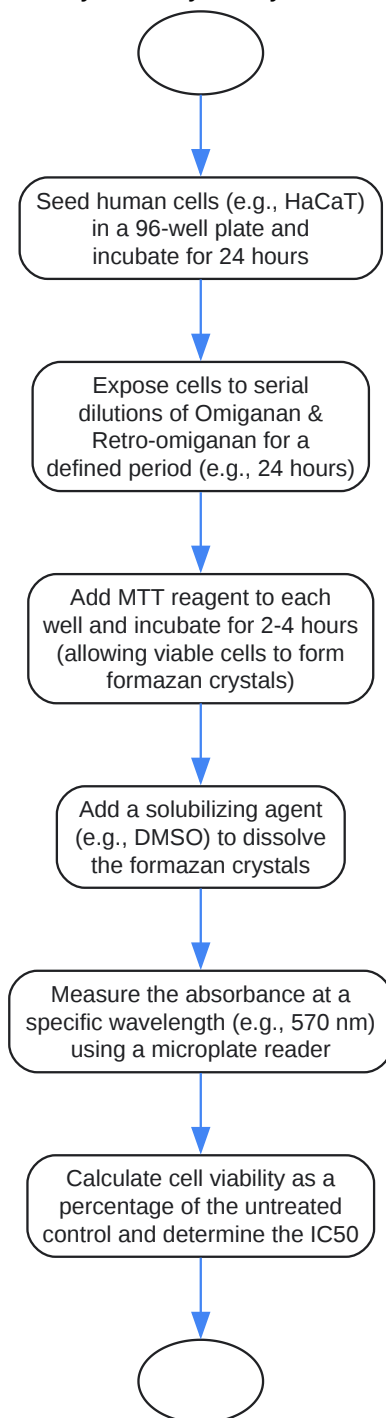 Seed human cells (e.g., HaCaT)
in a 96-well plate and
incubate for 24 hours
Expose cells to serial
dilutions of Omiganan &
Retro-omiganan for a
defined period (e.g., 24 hours)
Add MTT reagent to each
well and incubate for 2-4 hours
(allowing viable cells to form
formazan crystals)
Add a solubilizing agent
(e.g., DMSO) to dissolve
the formazan crystals
Measure the absorbance at a
specific wavelength (e.g., 570 nm)
using a microplate reader
Calculate cell viability as a
percentage of the untreated
control and determine the IC50